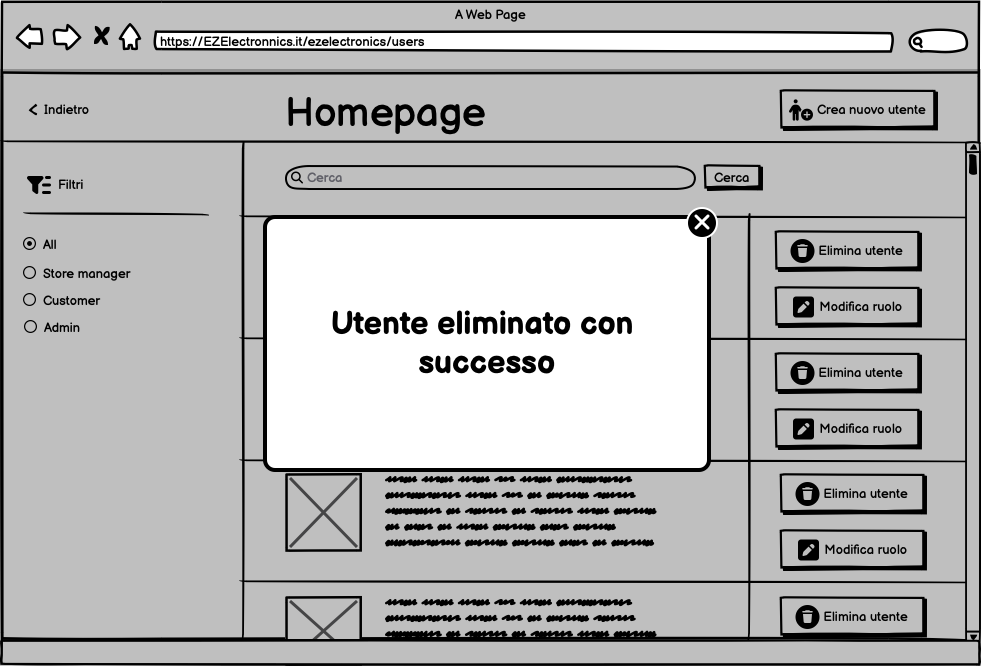 A Web Page
https://EZElectronnics.it/ezelectronics/users
< Indietro
Homepage
Crea nuovo utente
Filtri
Cerca
Cerca
All
Store manager
Customer
Admin
Utente eliminato con
successo
Elimina utente
Modifica ruolo
Elimina utente
Modifica ruolo
Elimina utente
Modifica ruolo
Elimina utente